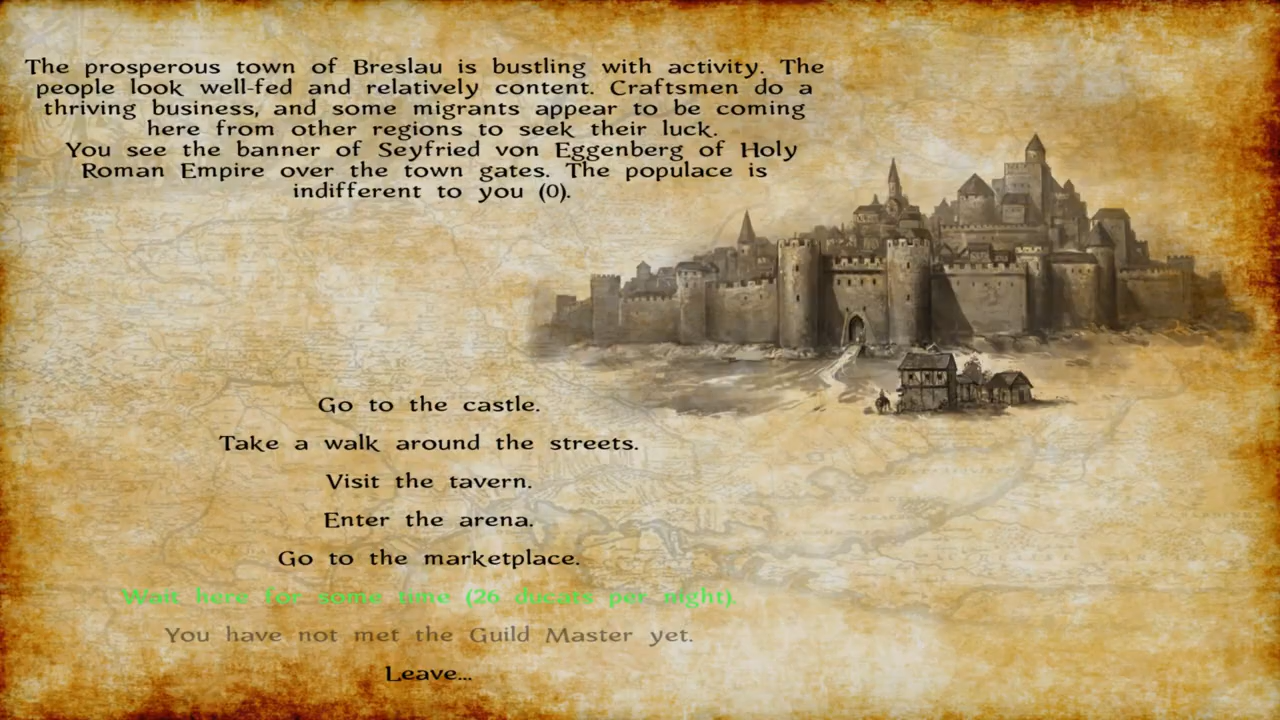 The prosperous town of Breslau is bustling with activity. The
people look well-fed and relatively content. Craftsmen do a
thriving business, and some migrants appear to be coming
here from other regions to seek their luck.
You see the banner of Seyfried von Eggenberg of Holy
Roman Empire over the town gates. The populace is
indifferent to you (0).
Go to the castle.
Take a walk around the streets.
Visit the tavern.
Enter the arena.
Go to the marketplace.
Wait here for some time (26 ducats per night).
You have not met the Guild Master yet.
Leave...